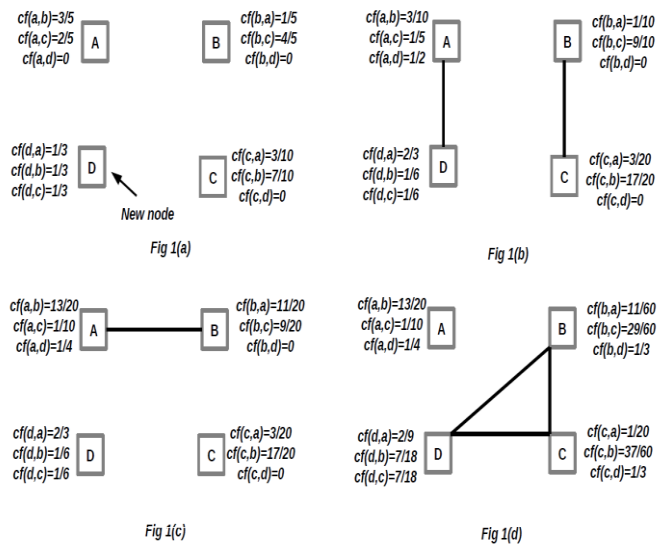 cf(a,b)=3/5
cf(a,c)=2/5
cf(a,d)=0
A
cf(b,a)=1/5
cf(b,c)=4/5
cf(b,d)=0
B
cf(d,a)=1/3
cf(d,b)=1/3
cf(d,c)=1/3
D
New node
C
cf(c,a)=3/10
cf(c,b)=7/10
cf(c,d)=0
Fig 1(a)
cf(a,b)=3/10
cf(a,c)=1/5
cf(a,d)=1/2
A
B
cf(b,a)=1/10
cf(b,c)=9/10
cf(b,d)=0
cf(d,a)=2/3
cf(d,b)=1/6
cf(d,c)=1/6
D
C
cf(c,a)=3/20
cf(c,b)=17/20
cf(c,d)=0
Fig 1(b)
cf(a,b)=13/20
cf(a,c)=1/10
cf(a,d)=1/4
A
B
cf(b,a)=11/20
cf(b,c)=9/20
cf(b,d)=0
cf(d,a)=2/3
cf(d,b)=1/6
cf(d,c)=1/6
D
C
cf(c,a)=3/20
cf(c,b)=17/20
cf(c,d)=0
Fig 1(c)
cf(a,b)=13/20
cf(a,c)=1/10
cf(a,d)=1/4
A
B
cf(b,a)=11/60
cf(b,c)=29/60
cf(b,d)=1/3
cf(d,a)=2/9
cf(d,b)=7/18
cf(d,c)=7/18
D
C
cf(c,a)=1/20
cf(c,b)=37/60
cf(c,d)=1/3
Fig 1(d)